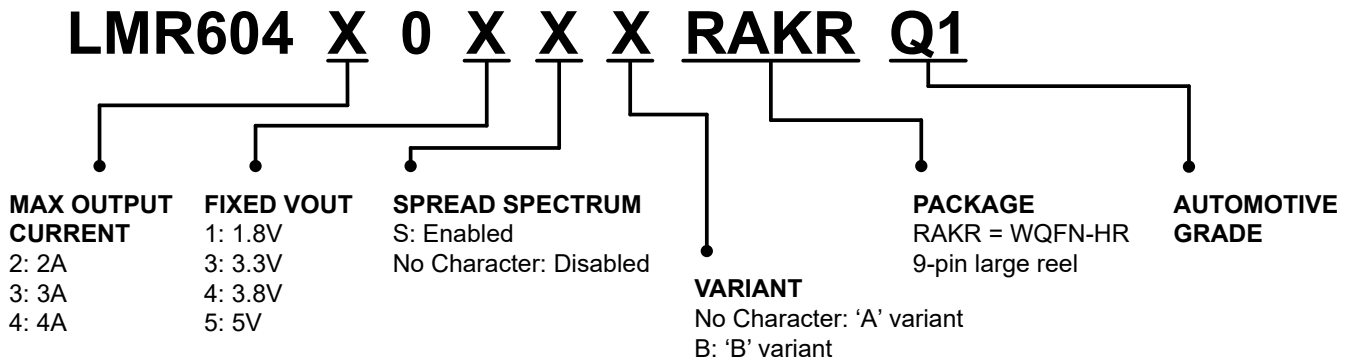 LMR604 X 0 X X X RAKR Q1
MAX OUTPUT
CURRENT
2: 2A
3: 3A
4: 4A
FIXED VOUT
1: 1.8V
3: 3.3V
4: 3.8V
5: 5V
SPREAD SPECTRUM
S: Enabled
No Character: Disabled
VARIANT
No Character: ‘A’ variant
B: ‘B’ variant
PACKAGE
RAKR = WQFN-HR
9-pin large reel
AUTOMOTIVE
GRADE